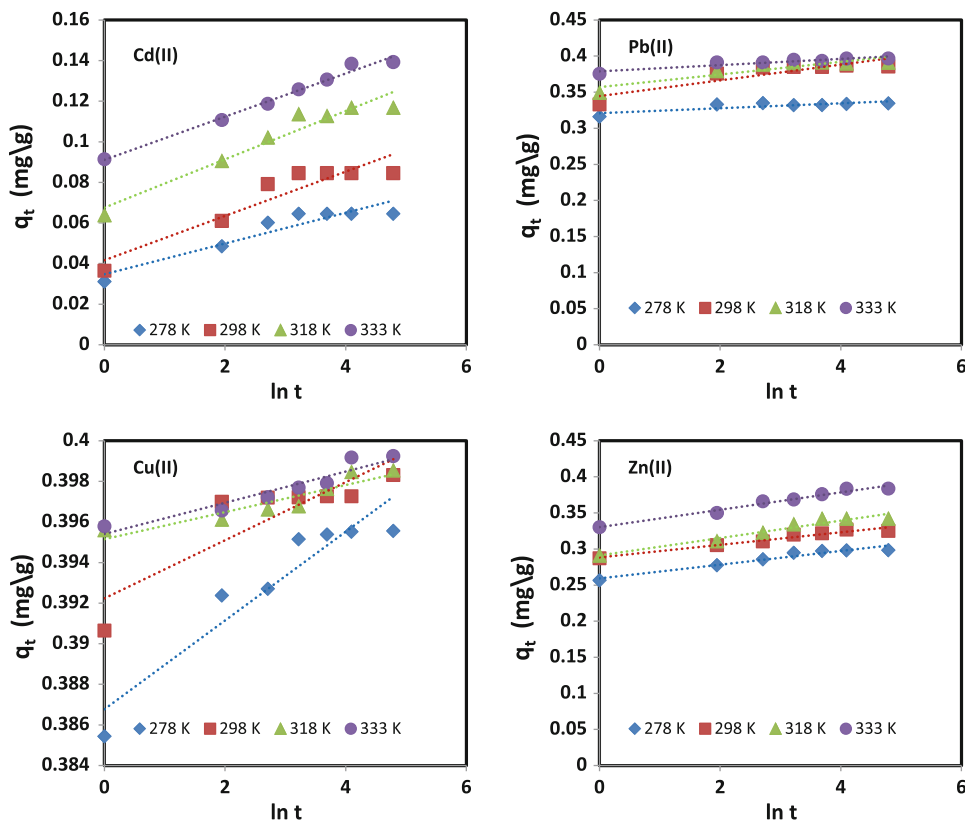 Cd(II)
q_t (mg\g)
0.16
0.14
0.12
0.1
0.08
0.06
0.04
0.02
0
278 K 298 K 318 K 333 K
0 2 4 6
ln t
Pb(II)
q_t (mg\g)
0.45
0.4
0.35
0.3
0.25
0.2
0.15
0.1
0.05
0
278 K 298 K 318 K 333 K
0 2 4 6
ln t
Cu(II)
q_t (mg\g)
0.4
0.398
0.396
0.394
0.392
0.39
0.388
0.386
0.384
278 K 298 K 318 K 333 K
0 2 4 6
ln t
Zn(II)
q_t (mg\g)
0.45
0.4
0.35
0.3
0.25
0.2
0.15
0.1
0.05
0
278 K 298 K 318 K 333 K
0 2 4 6
ln t